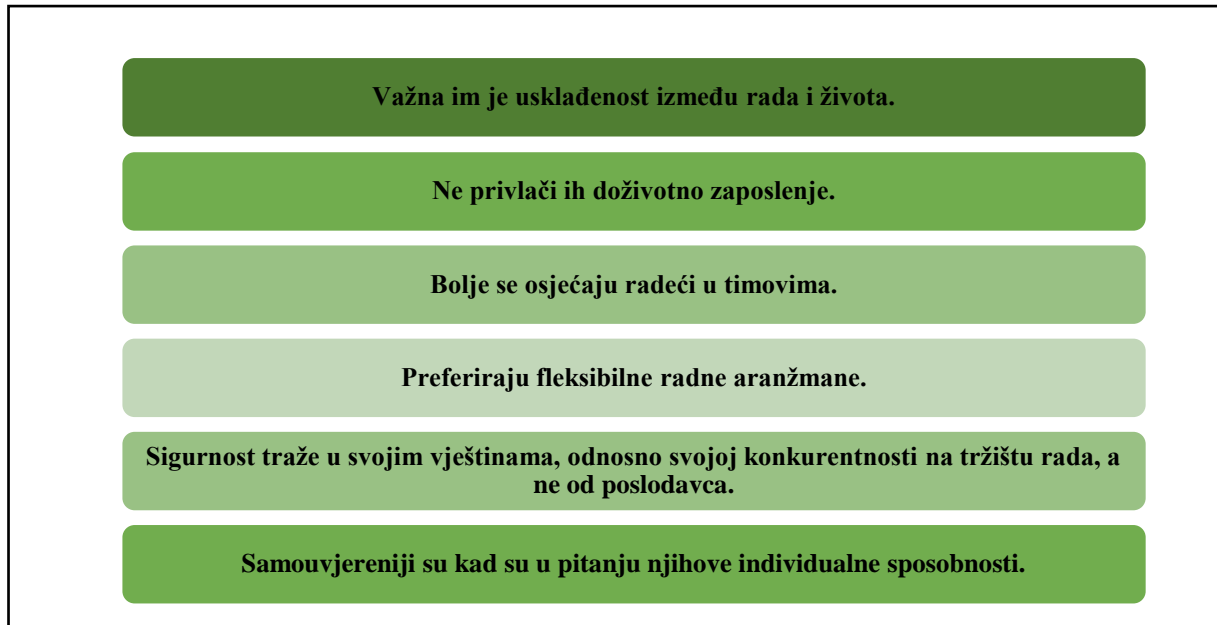 Važna im je usklađenost između rada i života.
Ne privlači ih doživotno zaposlenje.
Bolje se osjećaju radeći u timovima.
Preferiraju fleksibilne radne aranžmane.
Sigurnost traže u svojim vještinama, odnosno svojoj konkurentnosti na tržištu rada, a
ne od poslodavca.
Samouvjereniji su kad su u pitanju njihove individualne sposobnosti.